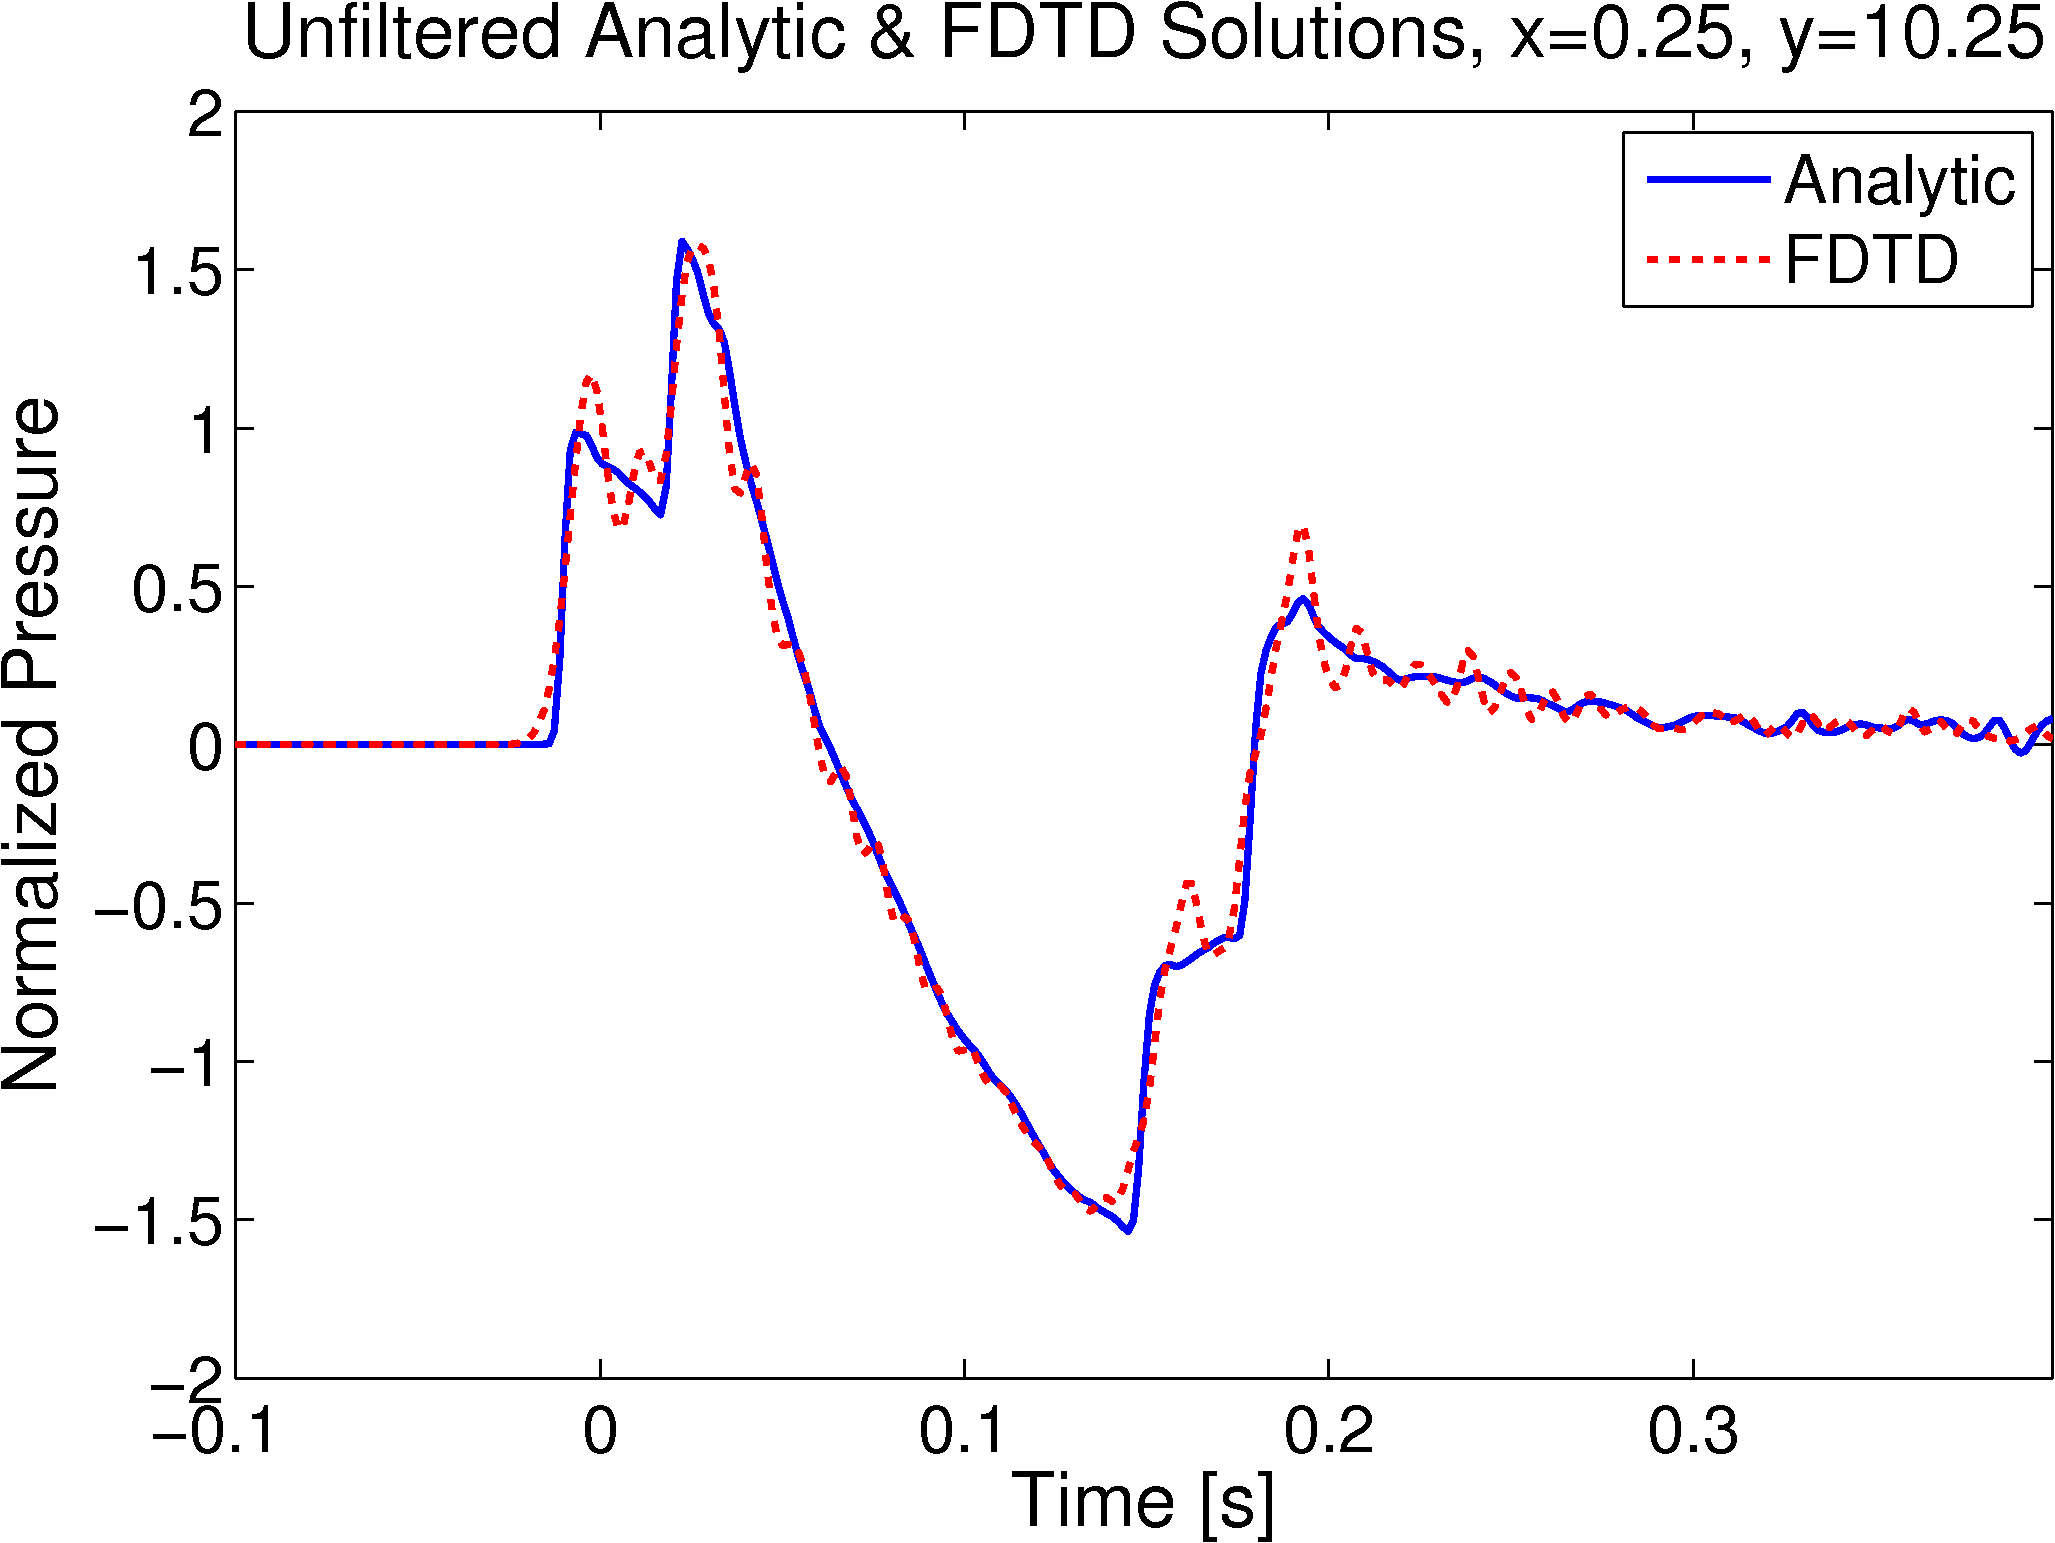 Unfiltered Analytic & FDTD Solutions, x=0.25, y=10.25
2
1.5
1
0.5
0
−0.5
−1
−1.5
−2
Normalized Pressure
Analytic
FDTD
−0.1 0 0.1 0.2 0.3
Time [s]